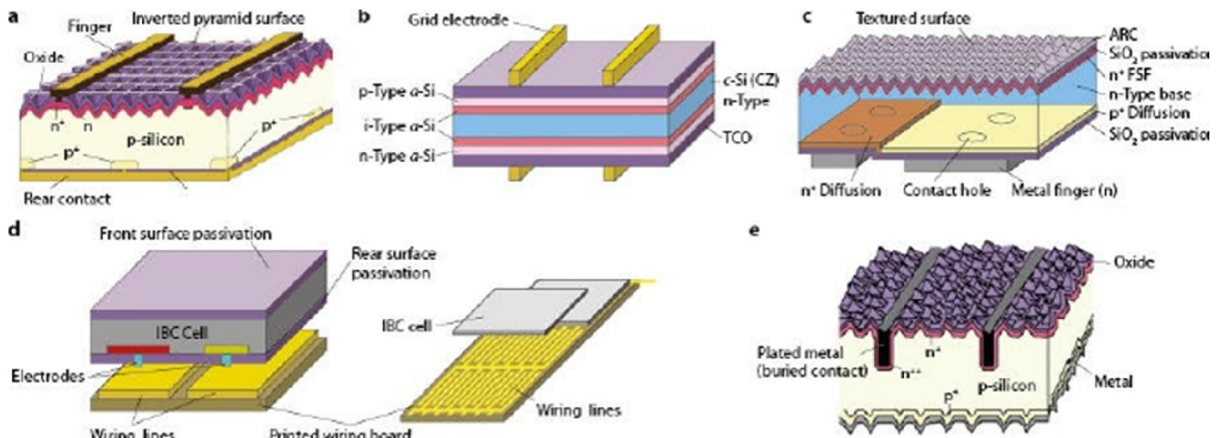 a
Inverted pyramid surface
Finger
Oxide
n+
n
p-silicon
p+
p+
Rear contact
b
Grid electrode
p-Type a-Si
i-Type a-Si
n-Type a-Si
c-Si (CZ)
n-Type
TCO
c
Textured surface
ARC
SiO2 passivation
n+ FSF
n-Type base
p+ Diffusion
SiO2 passivation
n+ Diffusion
Contact hole
Metal finger (n)
d
Front surface passivation
Rear surface
passivation
IBC Cell
Electrodes
Wiring lines
Printed wiring board
IBC cell
Wiring lines
e
Oxide
Plated metal
(buried contact)
n+
n++
p-silicon
p+
Metal